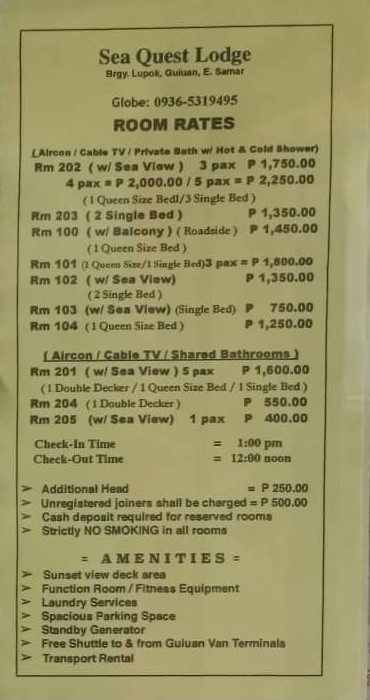 Sea Quest Lodge
Brgy. Lupok, Guiuan, E. Samar
Globe: 0936-5319495
ROOM RATES
(Aircon / Cable TV / Private Bath w/ Hot & Cold Shower)
Rm 202 ( w/ Sea View ) 3 pax P 1,750.00
4 pax = P 2,000.00 / 5 pax = P 2,250.00
(1 Queen Size Bedl/3 Single Bed )
Rm 203 ( 2 Single Bed ) P 1,350.00
Rm 100 ( w/ Balcony ) ( Roadside ) P 1,450.00
(1 Queen Size Bed )
Rm 101 (1 Queen Size/1 Single Bed)3 pax = P 1,800.00
Rm 102 ( w/ Sea View) P 1,350.00
( 2 Single Bed )
Rm 103 (w/ Sea View) (Single Bed) P 750.00
Rm 104 ( 1 Queen Size Bed ) P 1,250.00
( Aircon / Cable TV / Shared Bathrooms )
Rm 201 ( w/ Sea View ) 5 pax P 1,600.00
( 1 Double Decker / 1 Queen Size Bed / 1 Single Bed )
Rm 204 ( 1 Double Decker ) P 550.00
Rm 205 (w/ Sea View) 1 pax P 400.00
Check-In Time = 1:00 pm
Check-Out Time = 12:00 noon
➢ Additional Head = P 250.00
➢ Unregistered joiners shall be charged = P 500.00
➢ Cash deposit required for reserved rooms
➢ Strictly NO SMOKING in all rooms
= AMENITIES =
➢ Sunset view deck area
➢ Function Room / Fitness Equipment
➢ Laundry Services
➢ Spacious Parking Space
➢ Standby Generator
➢ Free Shuttle to & from Guiuan Van Terminals
➢ Transport Rental